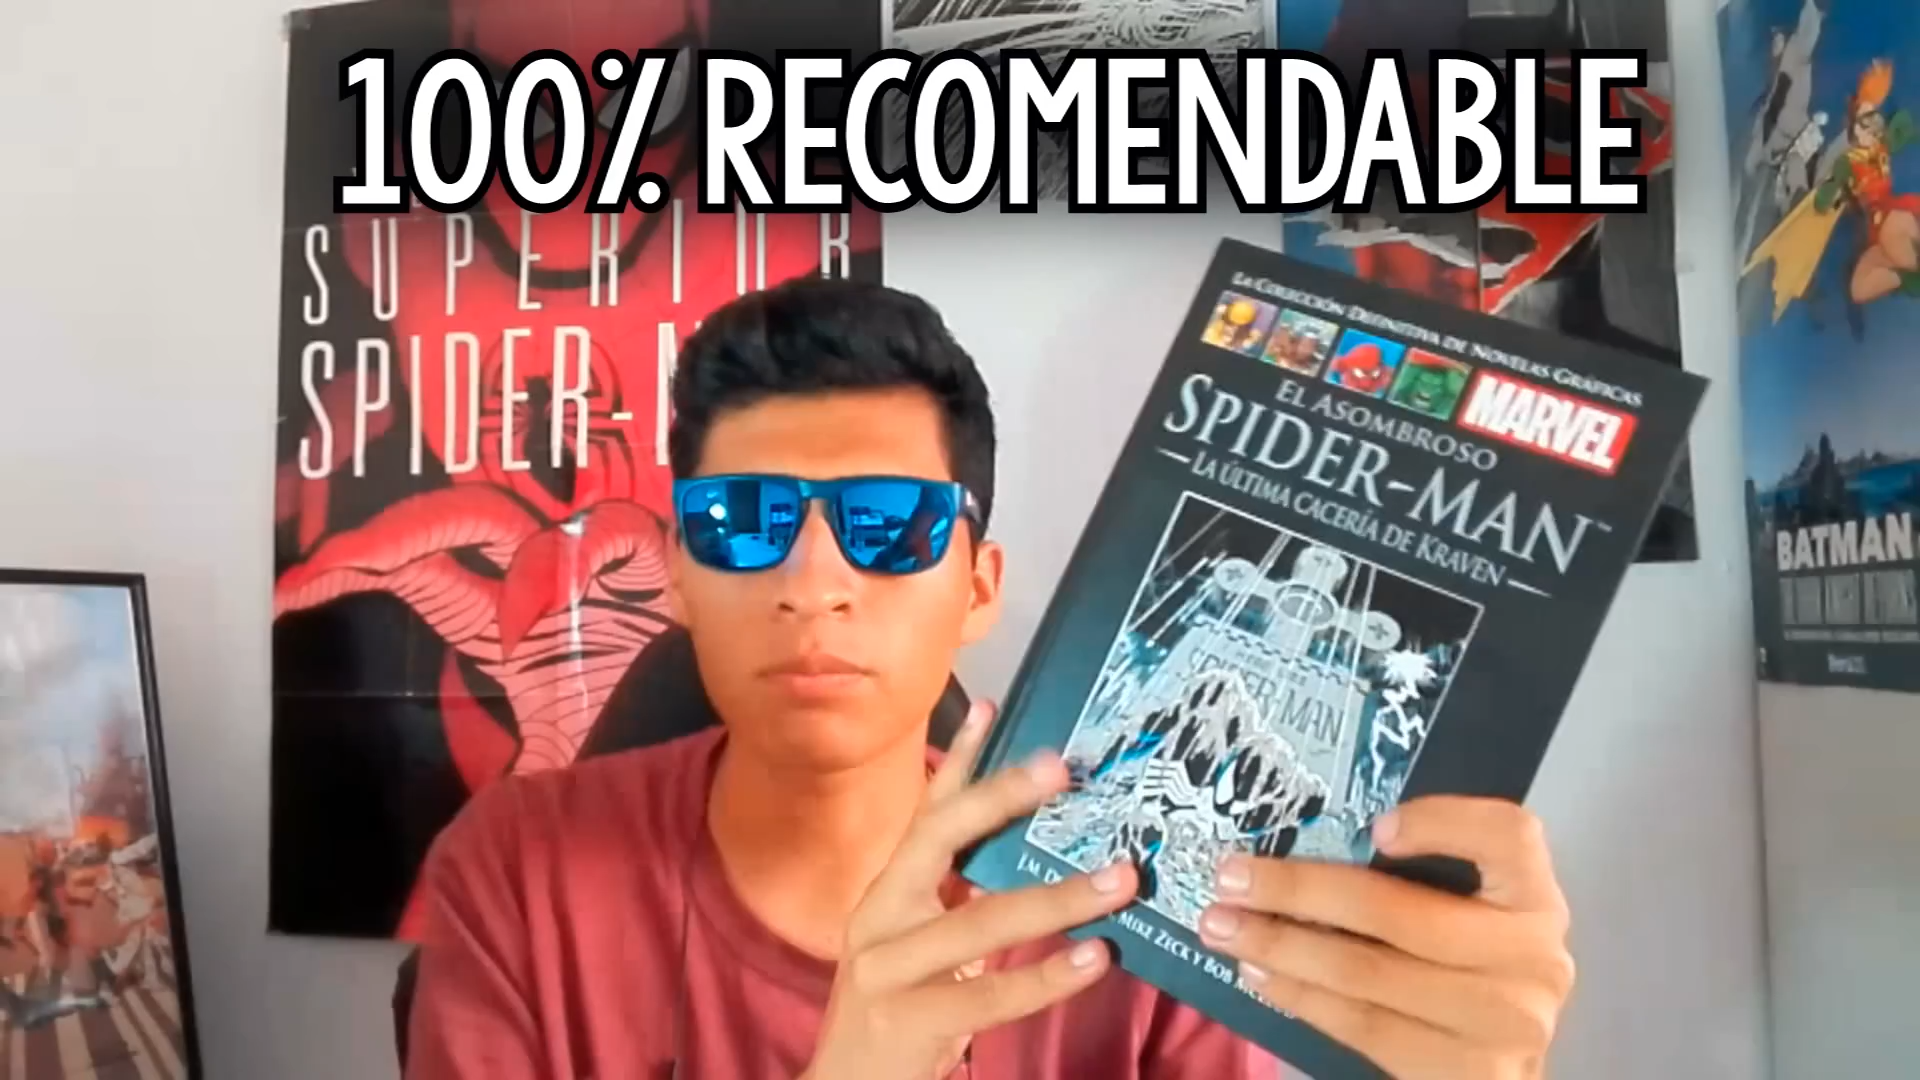 100% RECOMENDABLE
SUPERIOR
SPIDER-M
LA COLECCIÓN DEFINITIVA DE NOVELAS GRÁFICAS
MARVEL
EL ASOMBROSO
SPIDER-MAN
LA ÚLTIMA CACERÍA DE KRAVEN
SPIDER-MAN
J.M. D
MIKE ZECK Y BOB
BATMAN